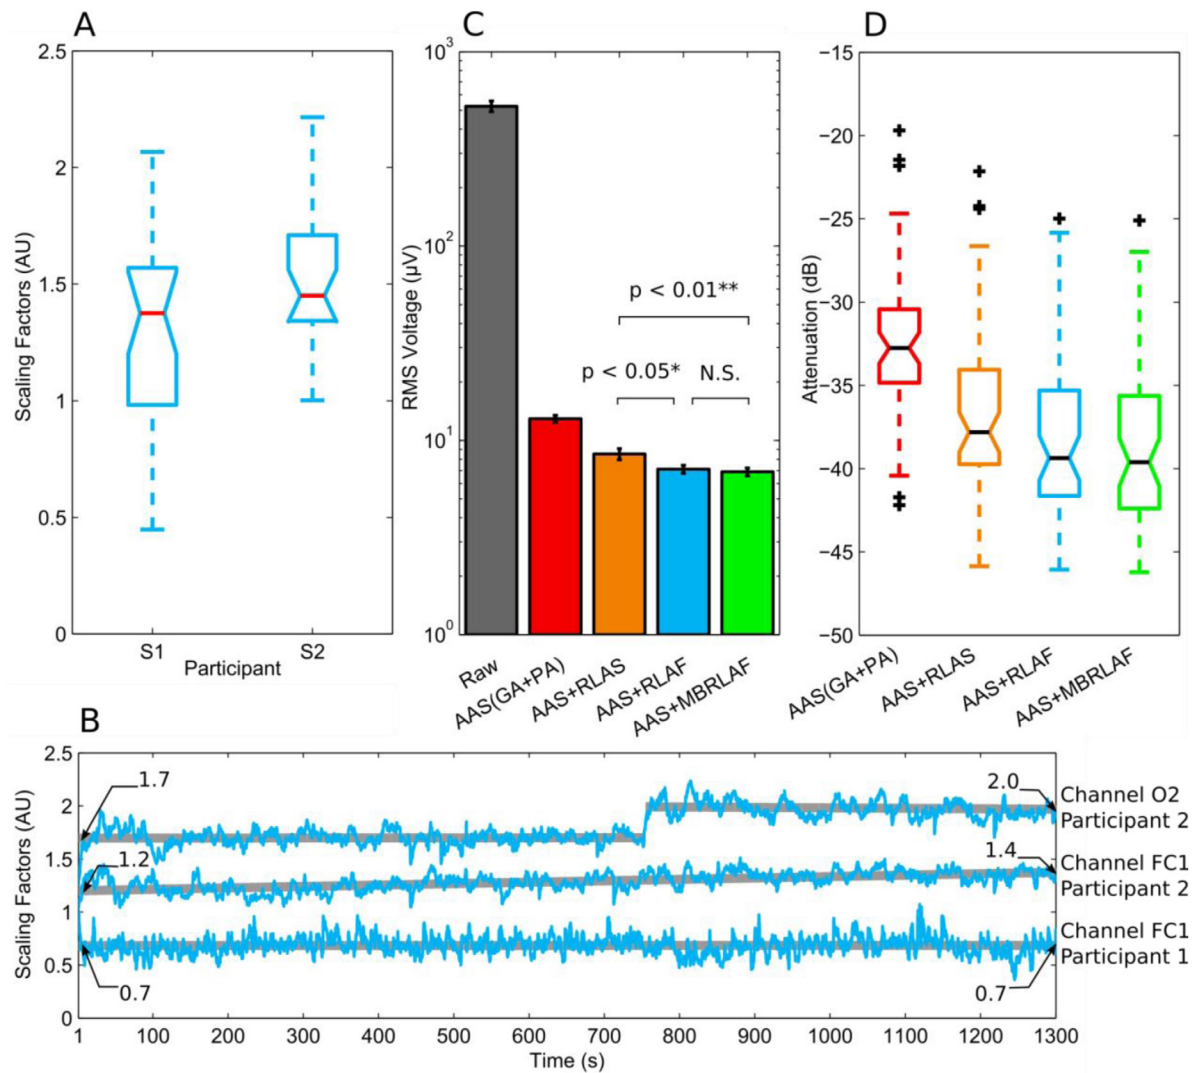 A
2.5
2
1.5
1
0.5
0
Scaling Factors (AU)
S1
S2
Participant
C
10³
10²
10¹
10⁰
RMS Voltage (µV)
p < 0.01**
p < 0.05*
N.S.
Raw
AAS(GA+PA)
AAS+RLAS
AAS+RLAF
AAS+MBRLAF
D
−15
−20
−25
−30
−35
−40
−45
−50
Attenuation (dB)
AAS(GA+PA)
AAS+RLAS
AAS+RLAF
AAS+MBRLAF
B
2.5
2
1.5
1
0.5
0
Scaling Factors (AU)
1.7
1.2
0.7
2.0
1.4
0.7
Channel O2
Participant 2
Channel FC1
Participant 2
Channel FC1
Participant 1
1 100 200 300 400 500 600 700 800 900 1000 1100 1200 1300
Time (s)